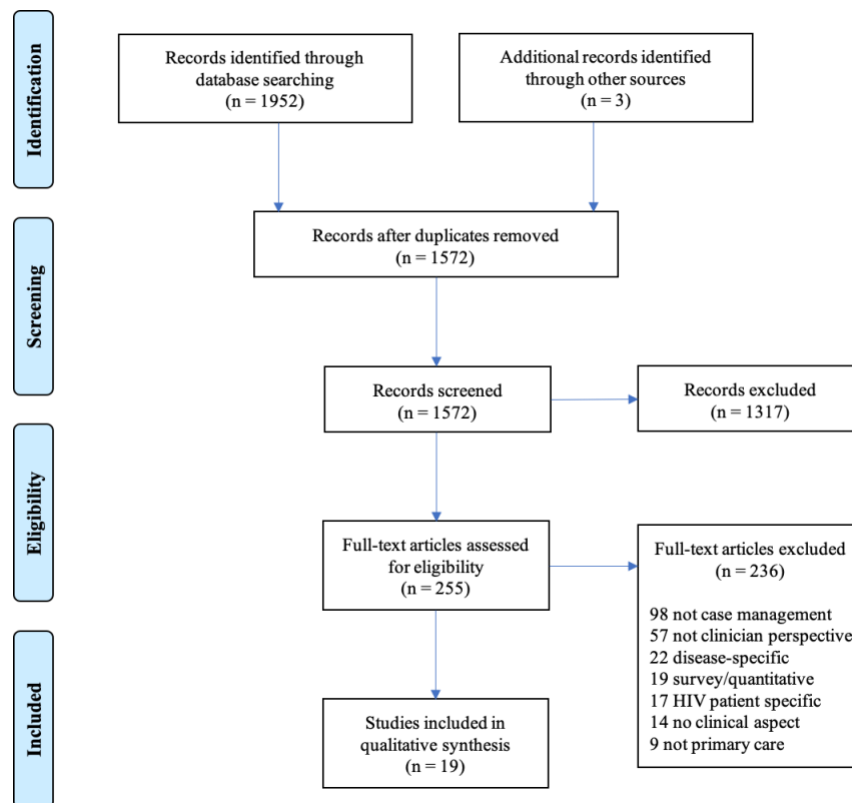 Identification
Records identified through
database searching
(n = 1952)
Additional records identified
through other sources
(n = 3)
Screening
Records after duplicates removed
(n = 1572)
Records screened
(n = 1572)
Records excluded
(n = 1317)
Eligibility
Full-text articles assessed
for eligibility
(n = 255)
Full-text articles excluded
(n = 236)
98 not case management
57 not clinician perspective
22 disease-specific
19 survey/quantitative
17 HIV patient specific
14 no clinical aspect
9 not primary care
Included
Studies included in
qualitative synthesis
(n = 19)